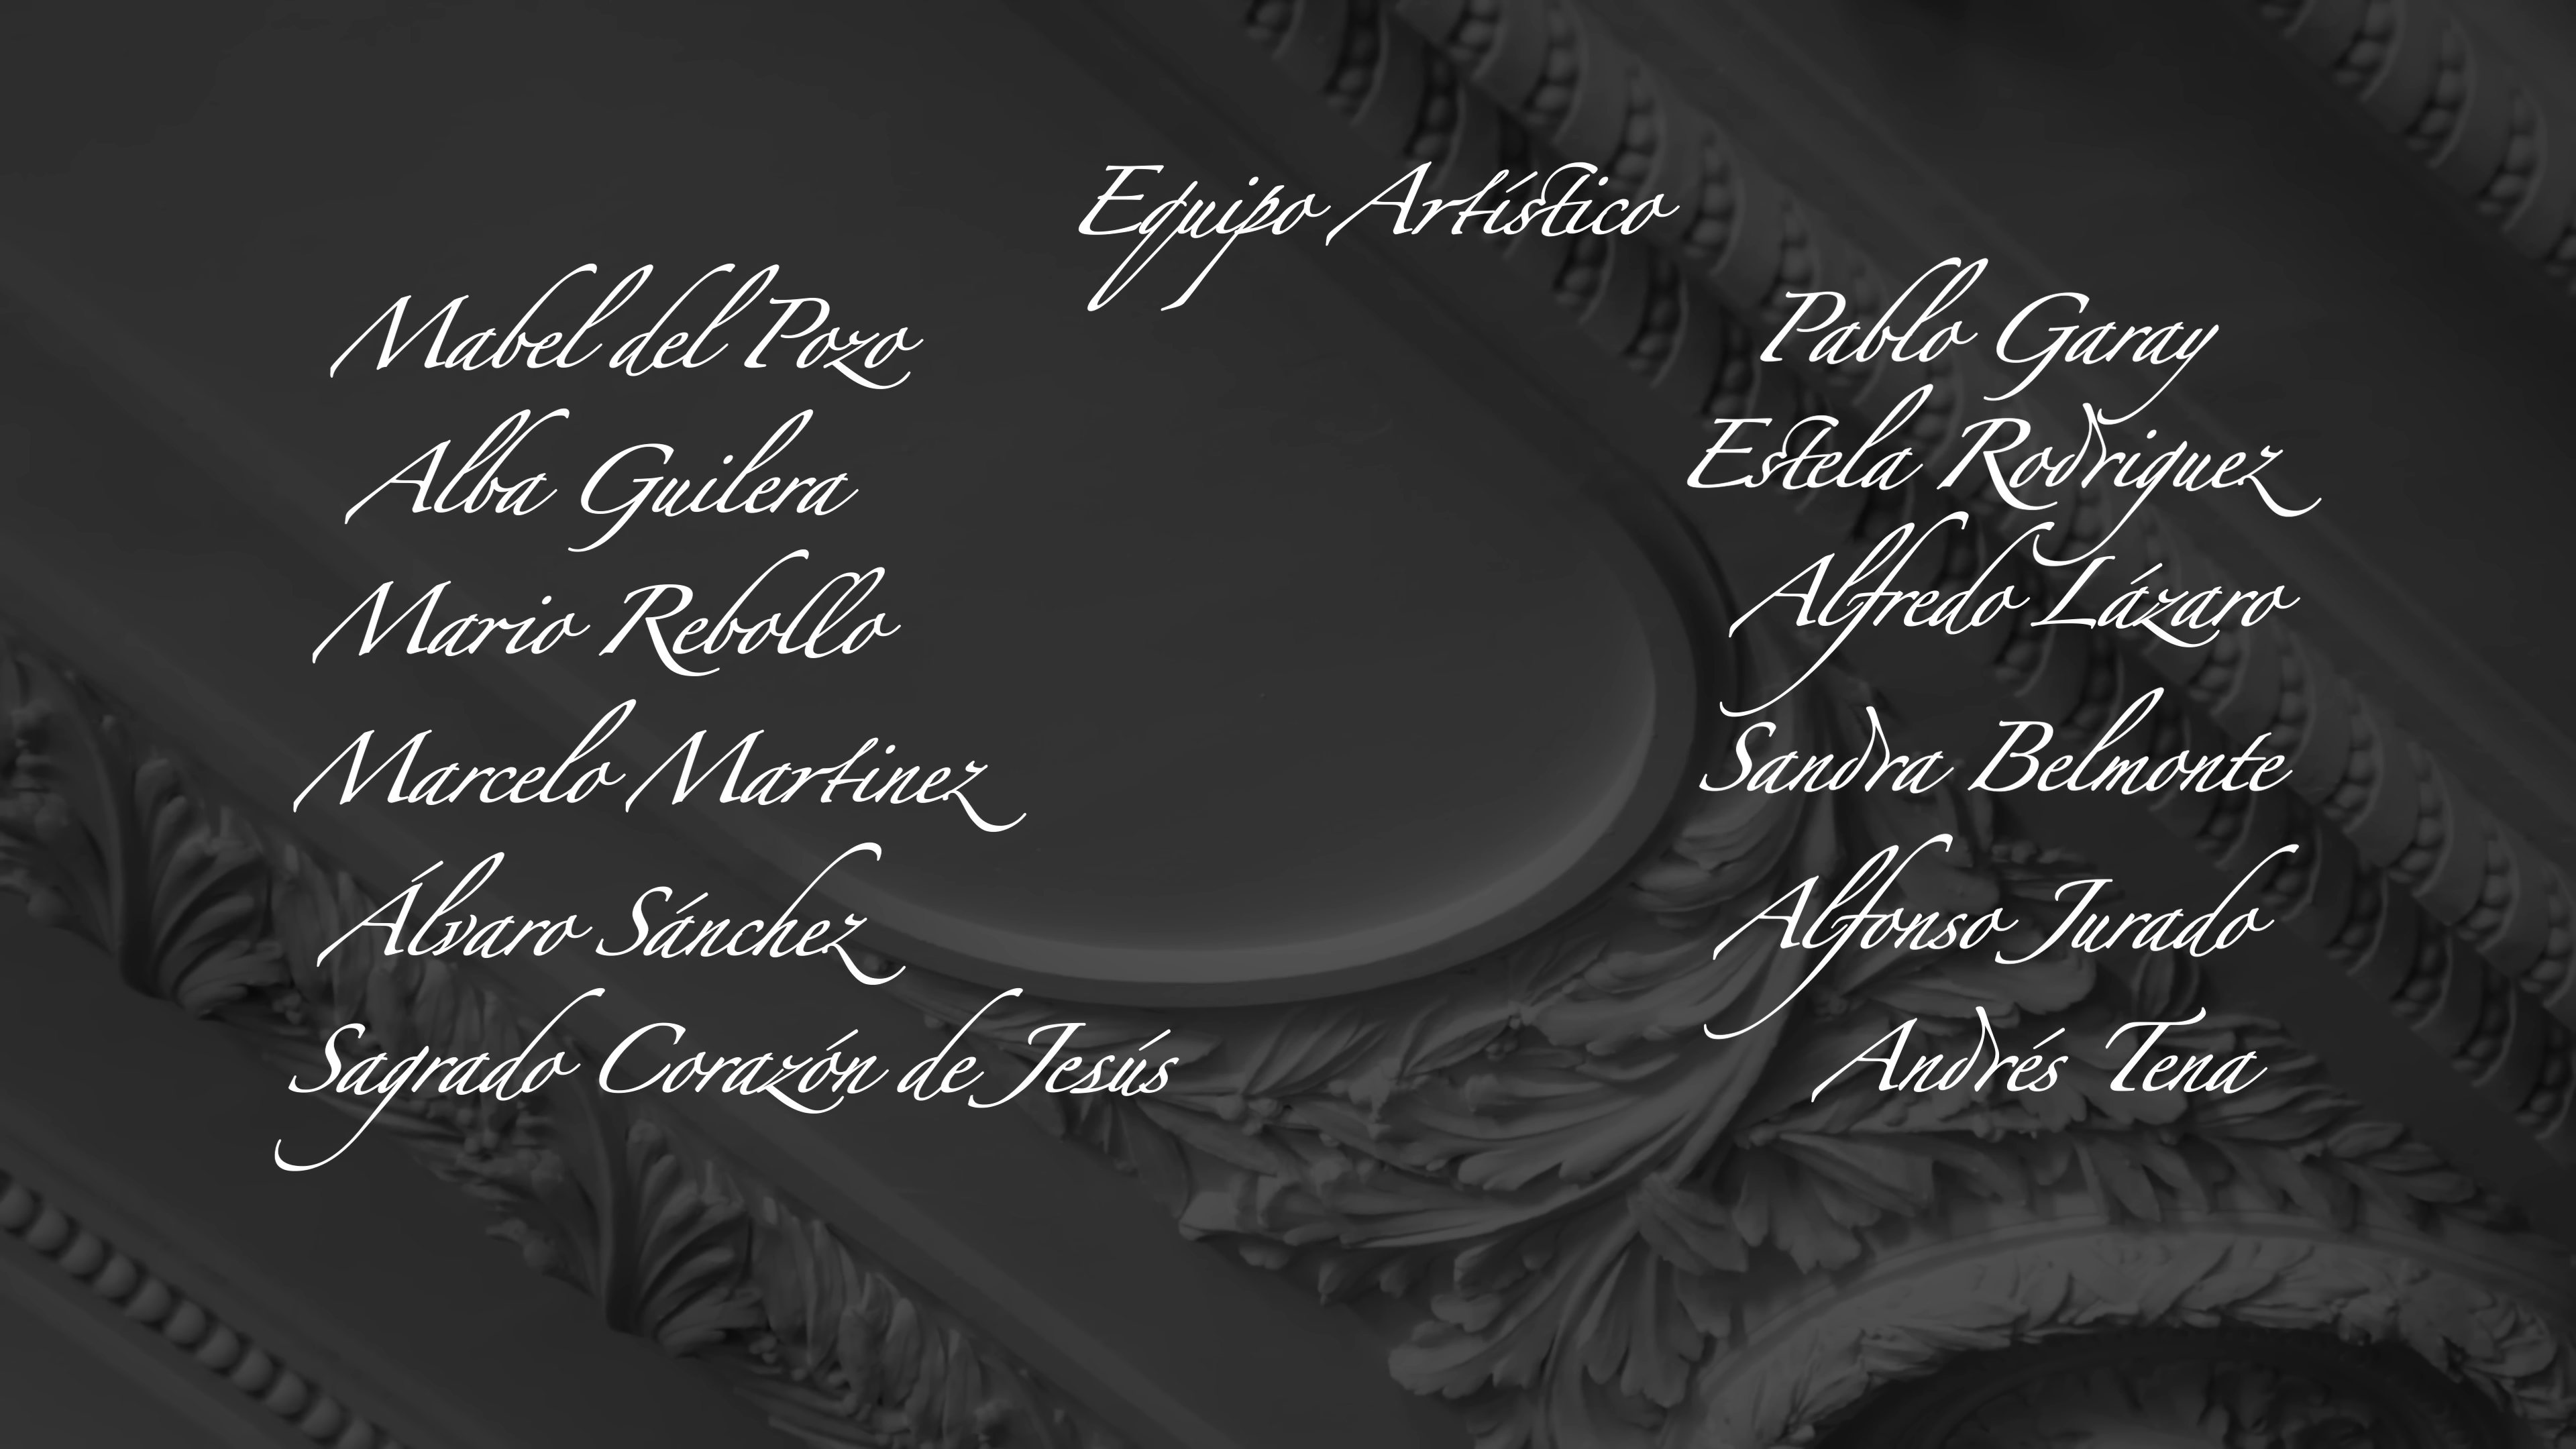 Equipo Artístico
Mabel del Pozo
Alba Guilera
Mario Rebollo
Marcelo Martinez
Álvaro Sánchez
Sagrado Corazón de Jesús
Pablo Garay
Estela Rodriguez
Alfredo Lázaro
Sandra Belmonte
Alfonso Jurado
Andrés Tena